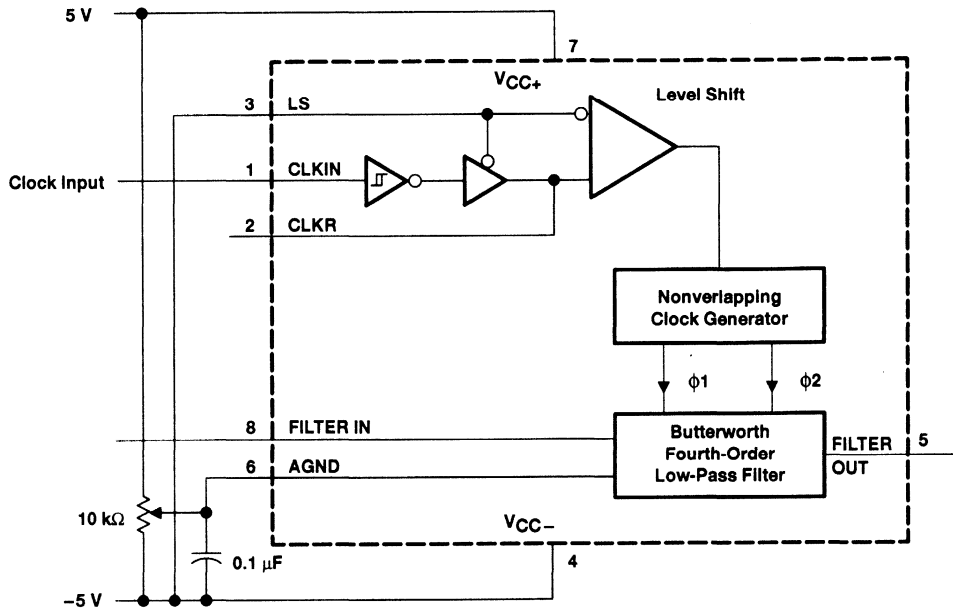 5 V
7
VCC+
Level Shift
3 LS
Clock Input 1 CLKIN
2 CLKR
Nonverlapping
Clock Generator
ϕ1 ϕ2
8 FILTER IN
Butterworth
Fourth-Order
Low-Pass Filter
FILTER
OUT
5
6 AGND
10 kΩ
VCC−
0.1 μF
4
−5 V